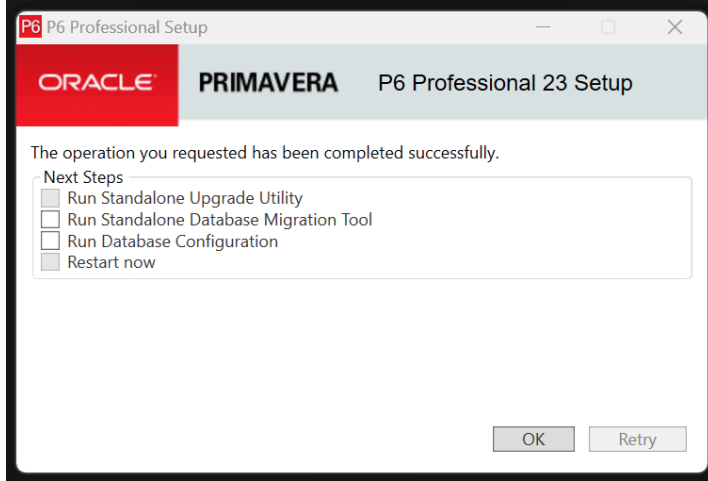 P6 P6 Professional Setup
ORACLE PRIMAVERA P6 Professional 23 Setup
The operation you requested has been completed successfully.
Next Steps
Run Standalone Upgrade Utility
Run Standalone Database Migration Tool
Run Database Configuration
Restart now
OK Retry